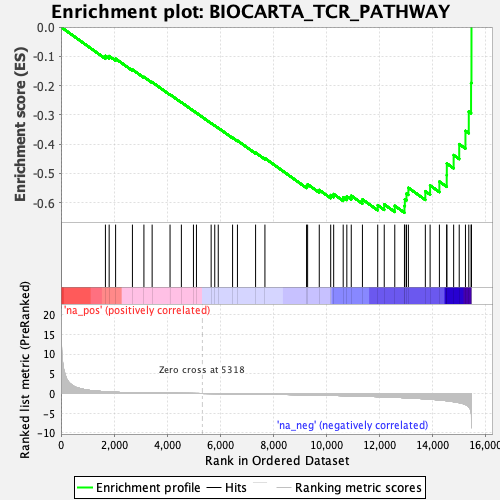 Enrichment plot: BIOCARTA_TCR_PATHWAY
Enrichment score (ES)
0.0
-0.1
-0.2
-0.3
-0.4
-0.5
-0.6
'na_pos' (positively correlated)
Ranked list metric (PreRanked)
20
15
10
5
0
-5
-10
Zero cross at 5318
'na_neg' (negatively correlated)
0
2,000
4,000
6,000
8,000
10,000
12,000
14,000
16,000
Rank in Ordered Dataset
Enrichment profile
Hits
Ranking metric scores